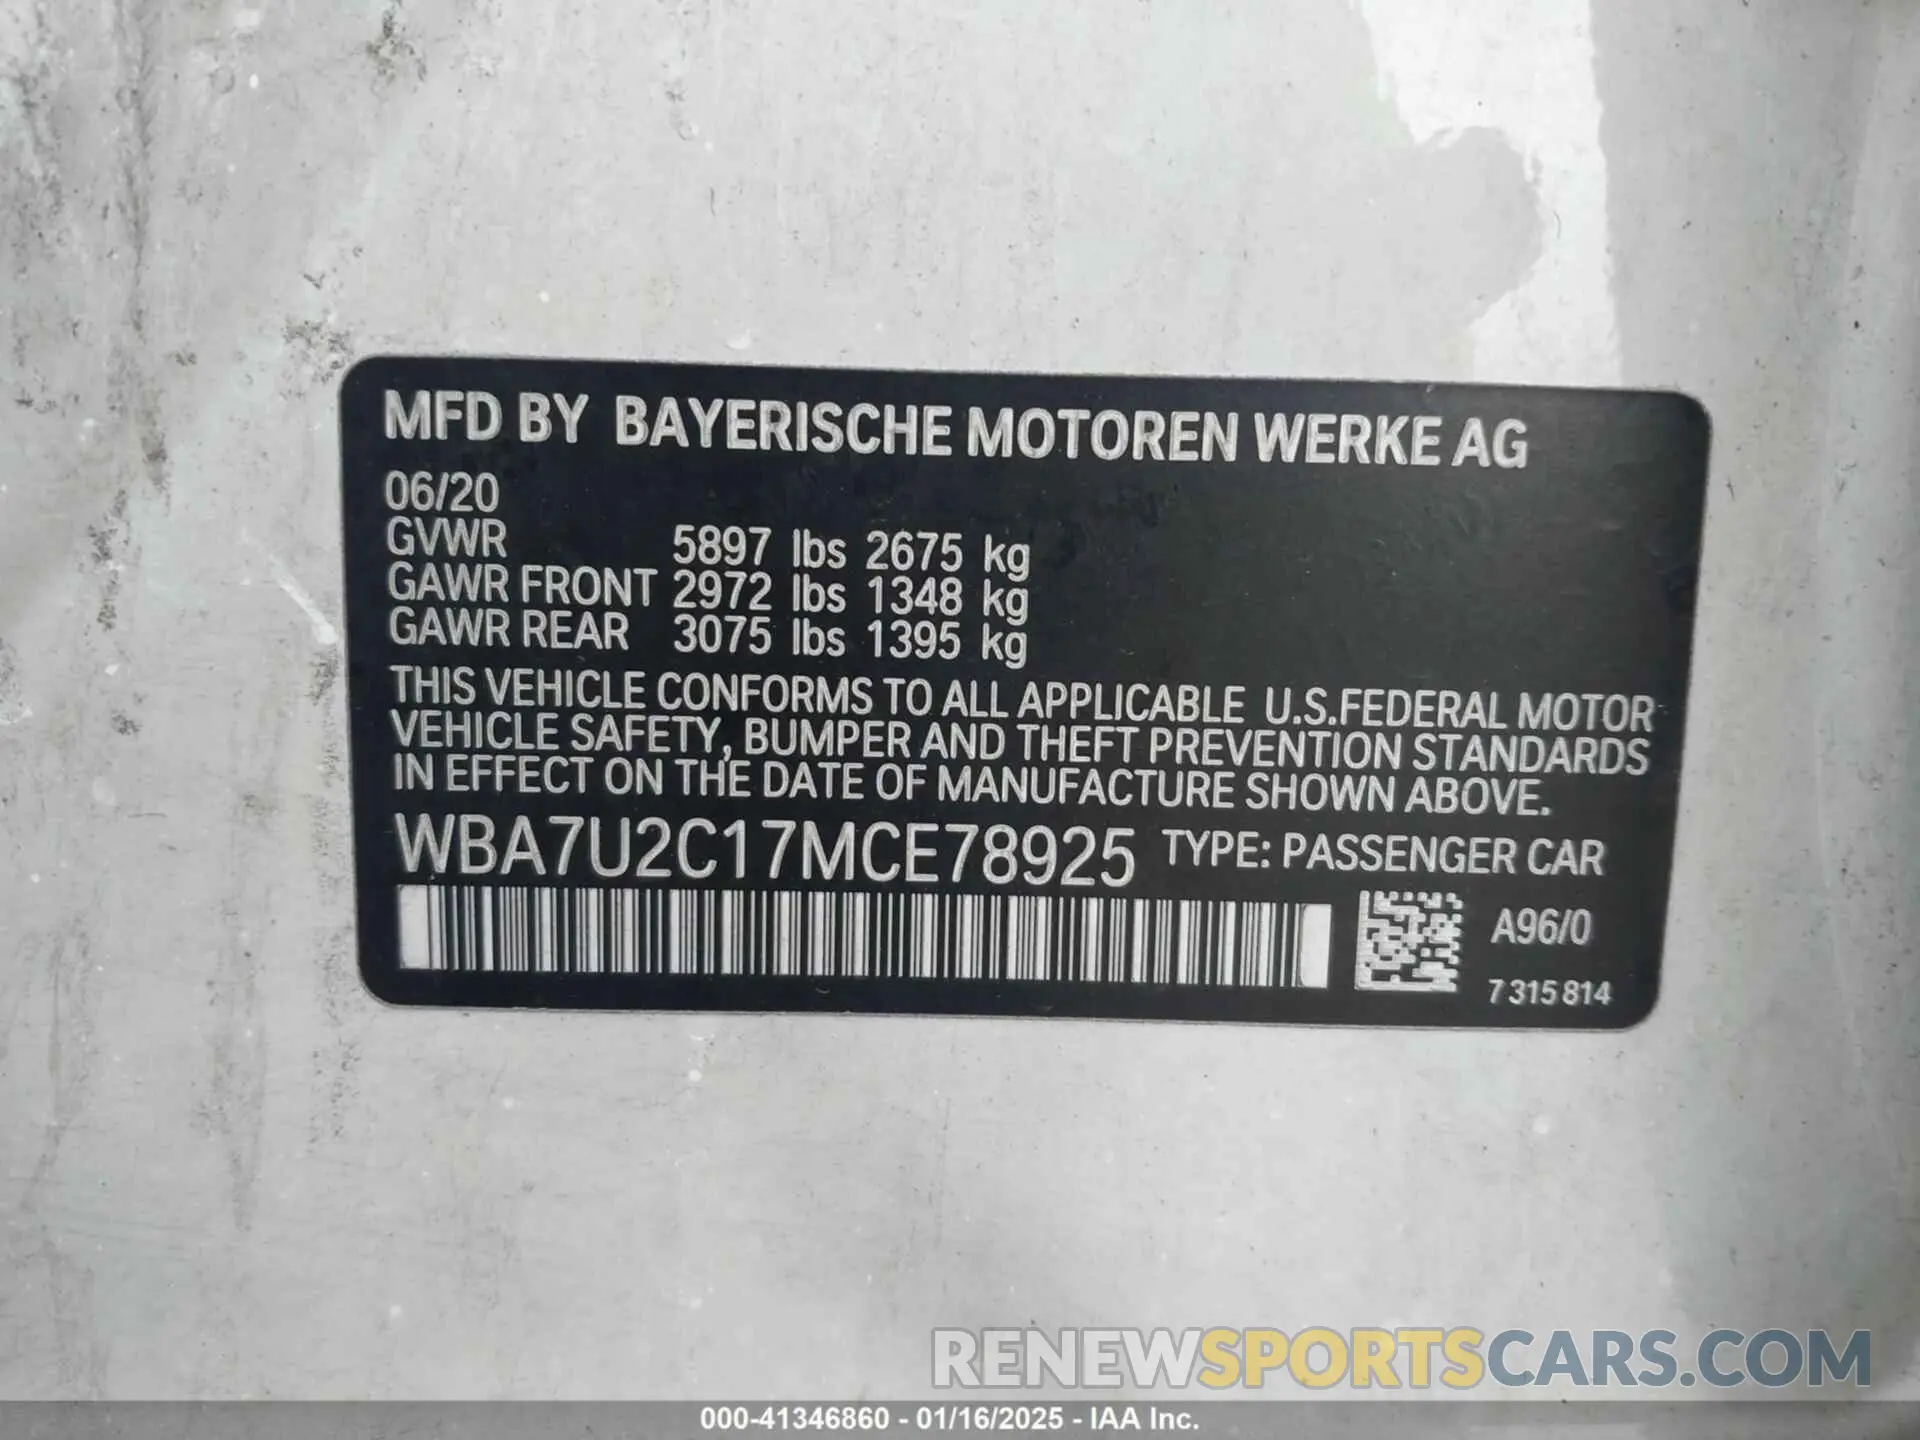 MFD BY BAYERISCHE MOTOREN WERKE AG
06/20
GVWR 5897 lbs 2675 kg
GAWR FRONT 2972 lbs 1348 kg
GAWR REAR 3075 lbs 1395 kg
THIS VEHICLE CONFORMS TO ALL APPLICABLE U.S.FEDERAL MOTOR
VEHICLE SAFETY, BUMPER AND THEFT PREVENTION STANDARDS
IN EFFECT ON THE DATE OF MANUFACTURE SHOWN ABOVE.
WBA7U2C17MCE78925 TYPE: PASSENGER CAR
A96/0
7 315 814
RENEWSPORTSCARS.COM
000-41346860 - 01/16/2025 - IAA Inc.